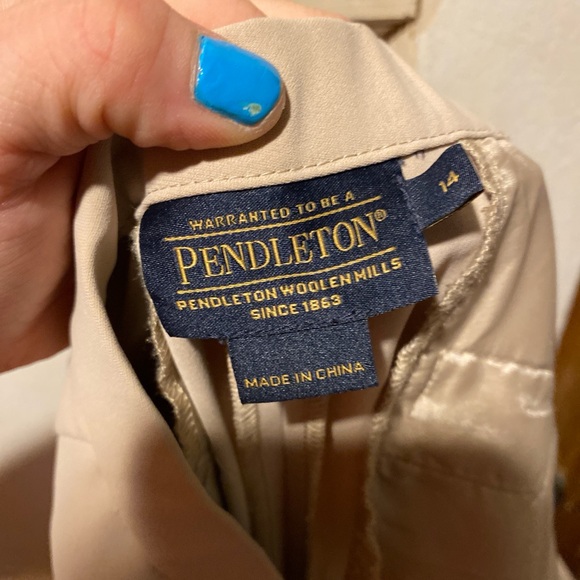 WARRANTED TO BE A
PENDLETON®
PENDLETON WOOLEN MILLS
SINCE 1863
14
MADE IN CHINA